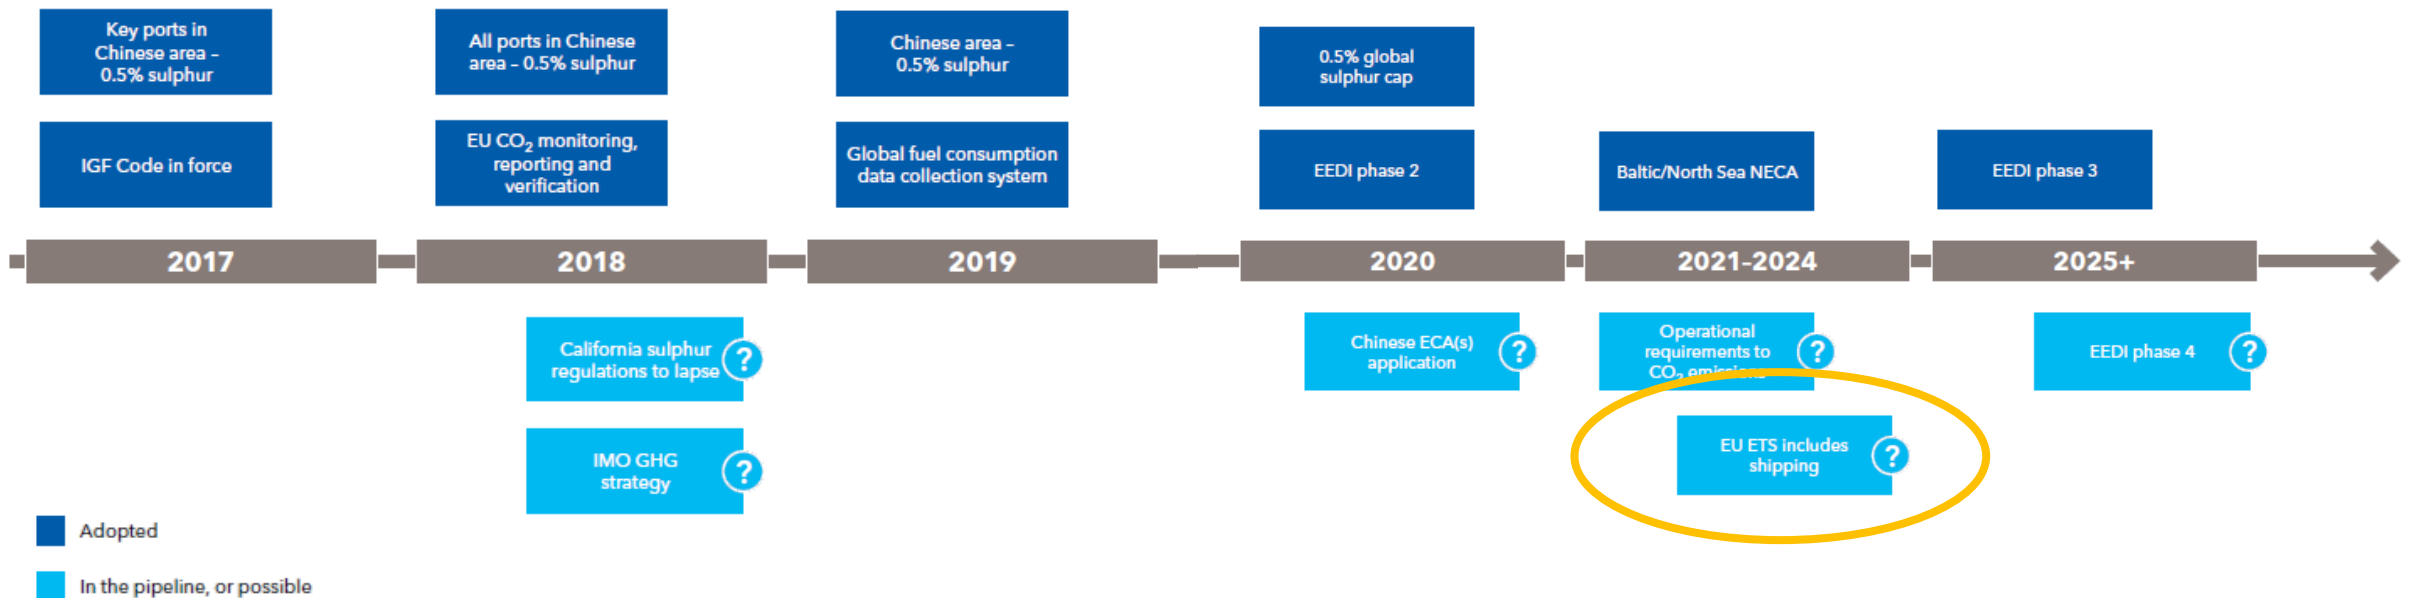 Key ports in
Chinese area –
0.5% sulphur
All ports in Chinese
area – 0.5% sulphur
Chinese area –
0.5% sulphur
0.5% global
sulphur cap
IGF Code in force
EU CO₂ monitoring,
reporting and
verification
Global fuel consumption
data collection system
EEDI phase 2
Baltic/North Sea NECA
EEDI phase 3
2017
2018
2019
2020
2021–2024
2025+
California sulphur
regulations to lapse
?
Chinese ECA(s)
application
?
Operational
requirements to
CO₂ emissions
?
EEDI phase 4
?
IMO GHG
strategy
?
EU ETS includes
shipping
?
Adopted
In the pipeline, or possible